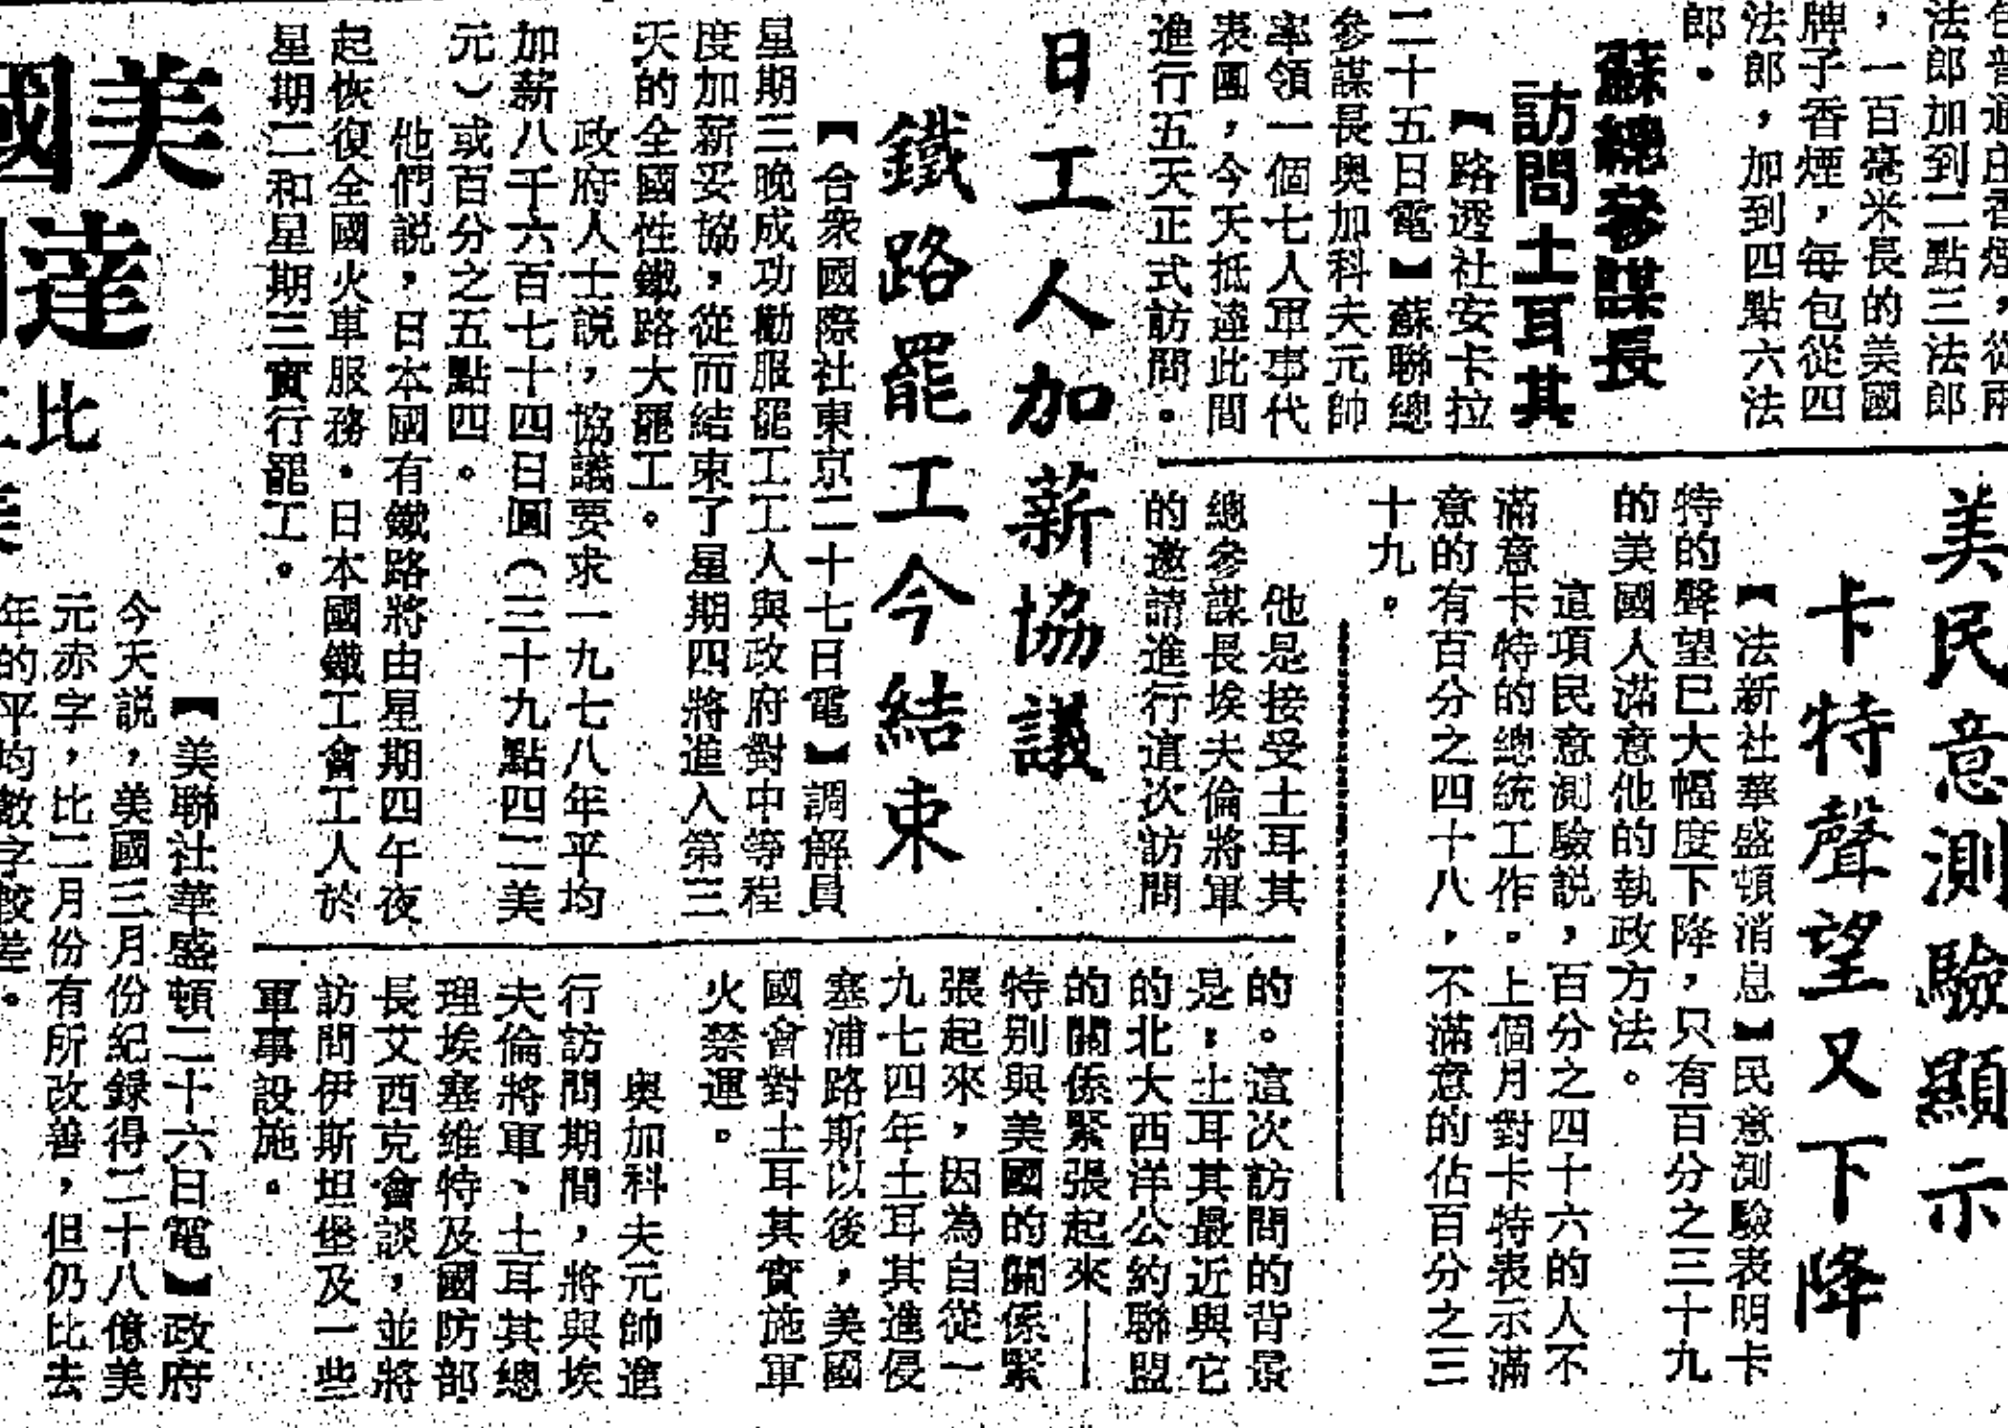 法郎加到二點三法郎
，一百毫米長的美國
牌子香煙，每包從四
法郎，加到四點六法
郎。
蘇總參謀長
訪問土耳其
【路透社安卡拉
二十五日電】蘇聯總
參謀長奧加科夫元帥
率領一個七人軍事代
表團，今天抵達此間
進行五天正式訪問。
他是接受土耳其
總參謀長埃夫倫將軍
的邀請進行這次訪問
的。這次訪問的背景
是：土耳其最近與它
的北大西洋公約聯盟
的關係緊張起來——
特別與美國的關係緊
張起來，因為自從一
九七四年土耳其進侵
塞浦路斯以後，美國
國會對土耳其實施軍
火禁運。
奧加科夫元帥進
行訪問期間，將與埃
夫倫將軍、土耳其總
理埃塞維特及國防部
長艾西克會談，並將
訪問伊斯坦堡及一些
軍事設施。
美民意測驗顯示
卡特聲望又下降
【法新社華盛頓消息】民意測驗表明卡
特的聲望已大幅度下降，只有百分之三十九
的美國人滿意他的執政方法。
這項民意測驗說，百分之四十六的人不
滿意卡特的總統工作。上個月對卡特表示滿
意的有百分之四十八，不滿意的佔百分之三
十九。
日工人加薪協議
鐵路罷工今結束
【合衆國際社東京二十七日電】調解員
星期三晚成功勸服罷工工人與政府對中等程
度加薪妥協，從而結束了星期四將進入第三
天的全國性鐵路大罷工。
政府人士說，協議要求一九七八年平均
加薪八千六百七十四日圓（三十九點四二美
元）或百分之五點四。
他們說，日本國有鐵路將由星期四午夜
起恢復全國火車服務。日本國鐵工會工人於
星期二和星期三實行罷工。
美
國
達
比
【美聯社華盛頓二十六日電】政府
今天說，美國三月份紀錄得二十八億美
元赤字，比二月份有所改善，但仍比去
年的平均數字較差。